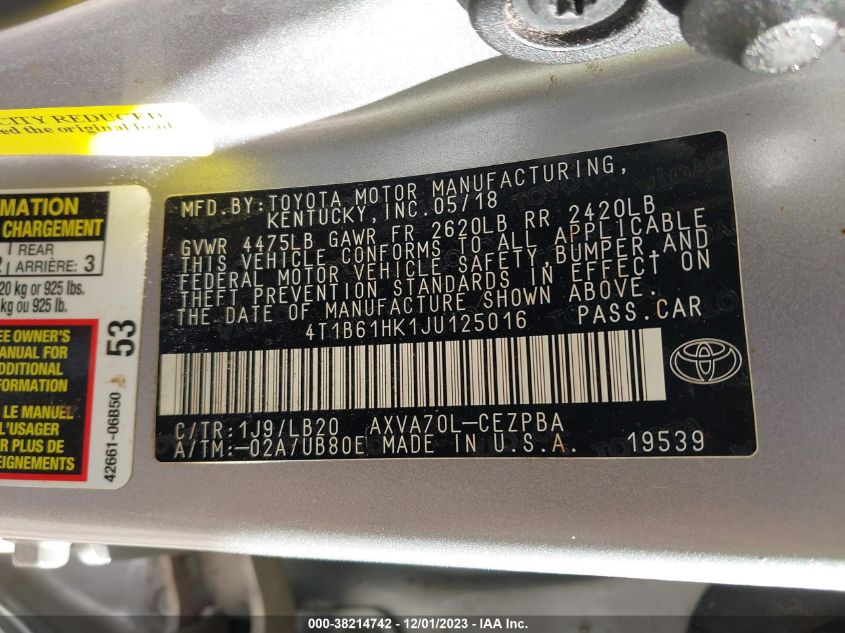 CITY REDUCED
the original load
MATION
CHARGEMENT
REAR
ARRIÈRE: 3
20 kg or 925 lbs.
kg ou 925 lb.
EE OWNER'S
MANUAL FOR
ADDITIONAL
INFORMATION
LE MANUEL
L'USAGER
PLUS DE
42661-06B50 53
MFD.BY: TOYOTA MOTOR MANUFACTURING,
KENTUCKY, INC. 05/18
GVWR 4475LB GAWR FR 2620LB RR 2420LB
THIS VEHICLE CONFORMS TO ALL APPLICABLE
FEDERAL MOTOR VEHICLE SAFETY, BUMPER, AND
THEFT PREVENTION STANDARDS IN EFFECT ON
THE DATE OF MANUFACTURE SHOWN ABOVE.
4T1B61HK1JU125016 PASS.CAR
C/TR: 1J9/LB20 AXVA70L-CEZPBA
A/TM:-02A/UB80E MADE IN U.S.A. 19539
000-38214742 - 12/01/2023 - IAA Inc.